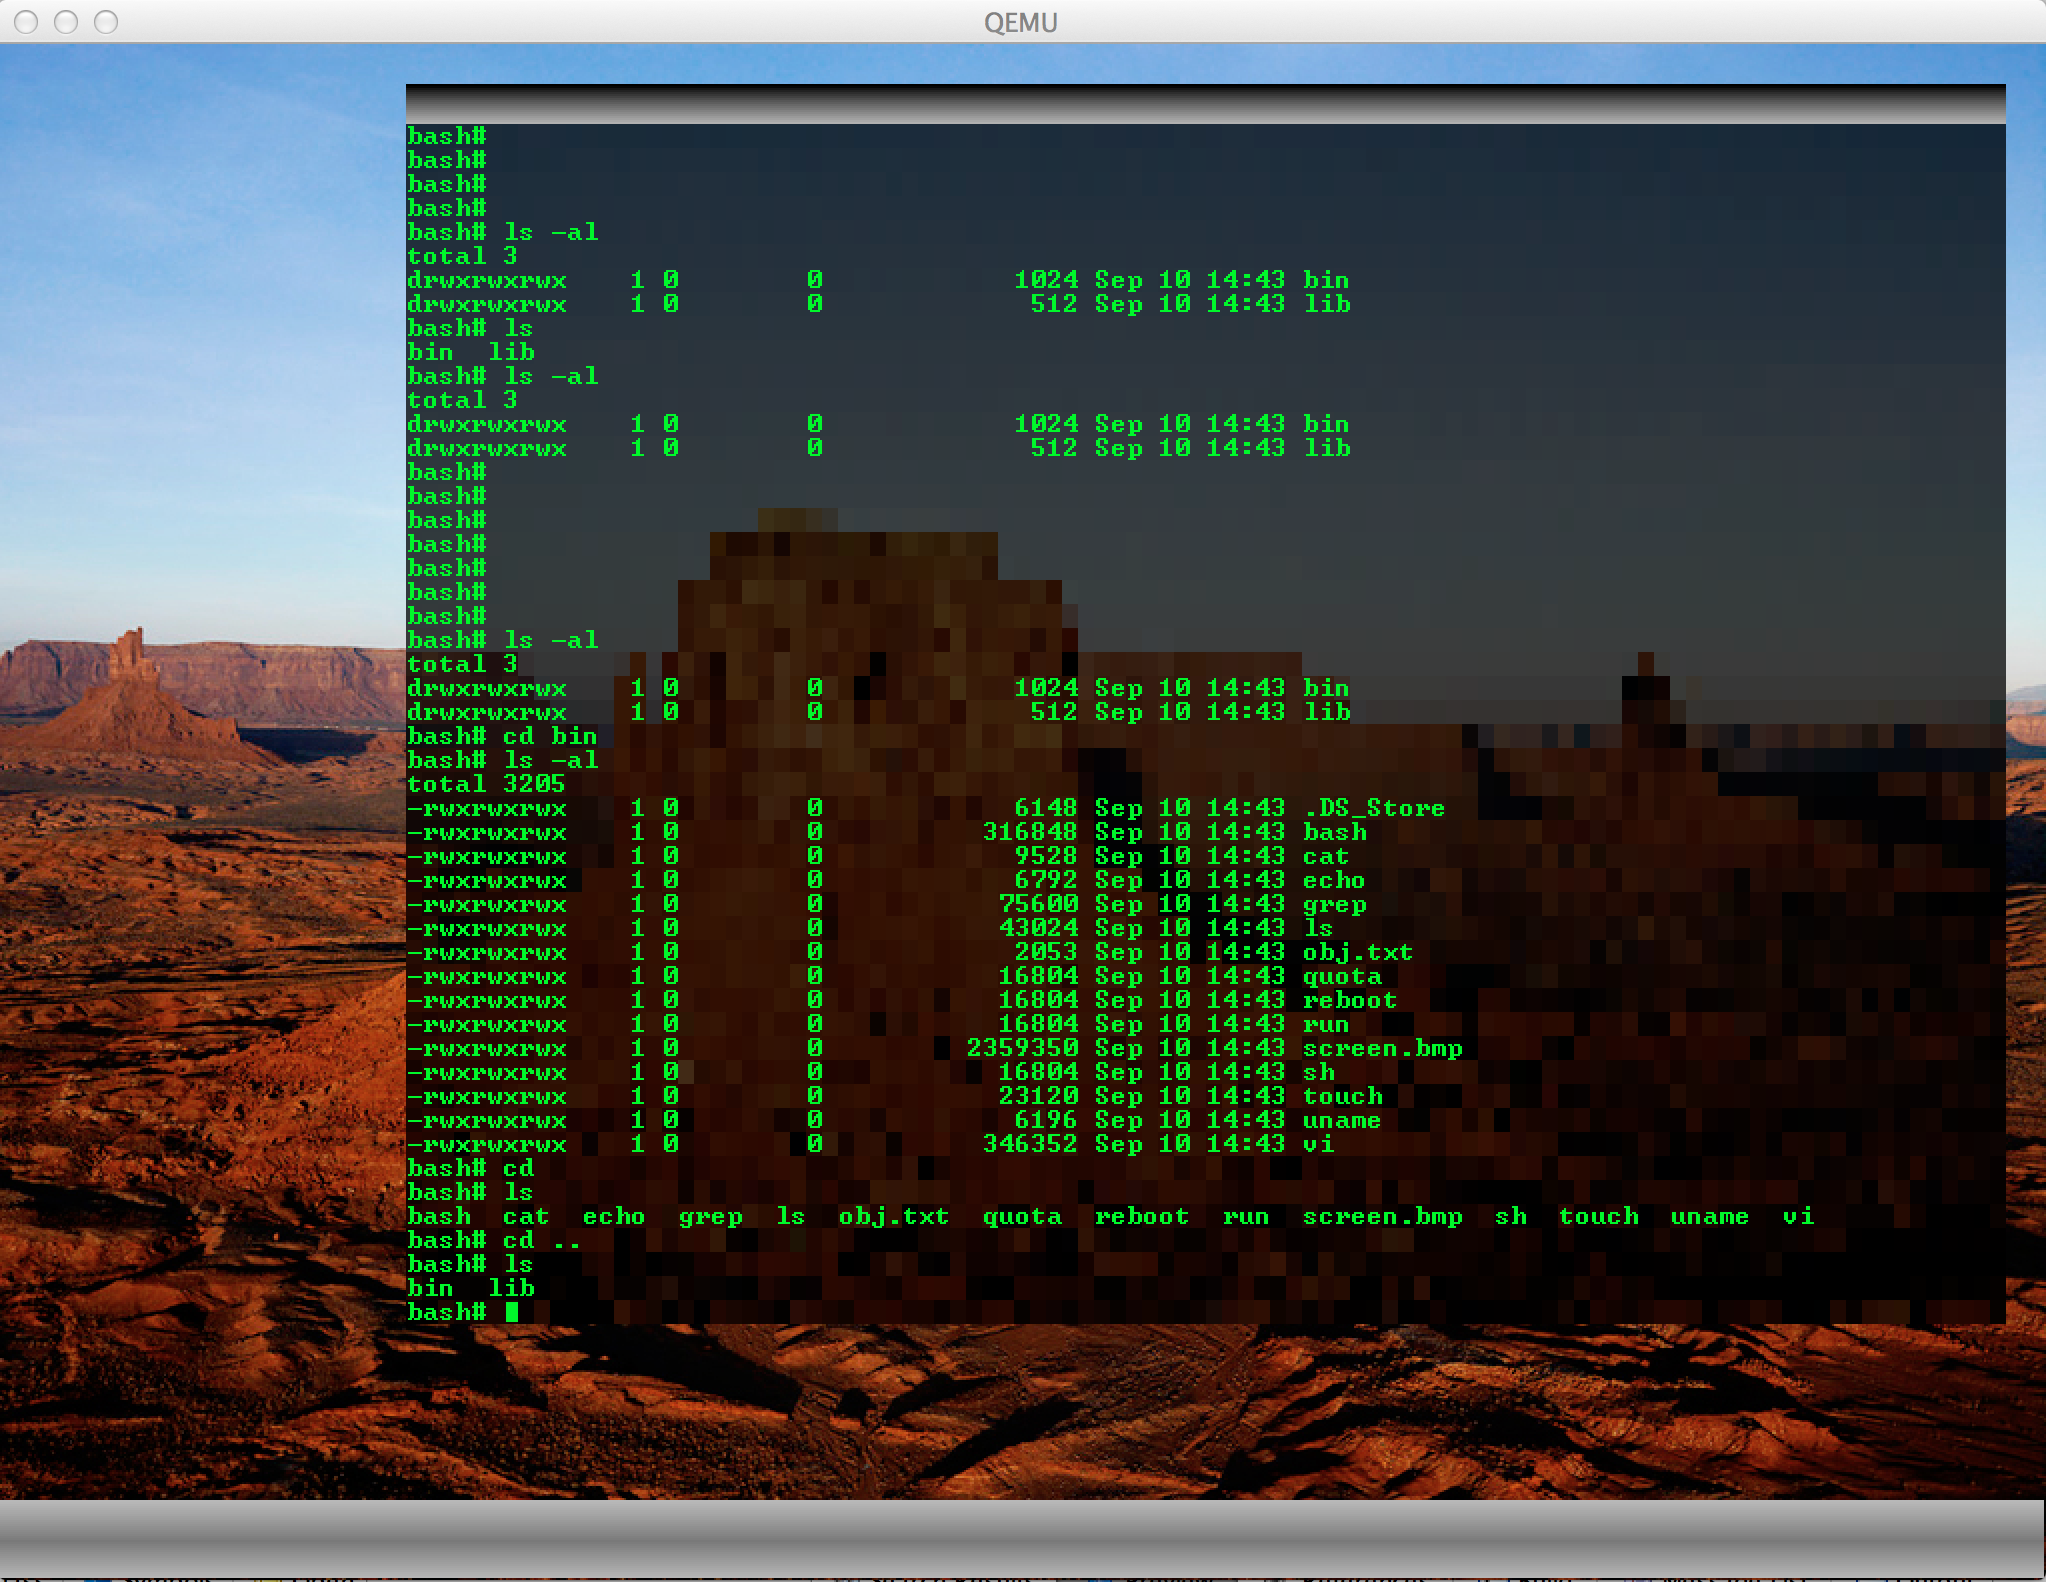 QEMU
bash#
bash#
bash#
bash#
bash# ls -al
total 3
drwxrwxrwx    1 0        0            1024 Sep 10 14:43 bin
drwxrwxrwx    1 0        0             512 Sep 10 14:43 lib
bash# ls
bin  lib
bash# ls -al
total 3
drwxrwxrwx    1 0        0            1024 Sep 10 14:43 bin
drwxrwxrwx    1 0        0             512 Sep 10 14:43 lib
bash#
bash#
bash#
bash#
bash#
bash#
bash#
bash# ls -al
total 3
drwxrwxrwx    1 0        0            1024 Sep 10 14:43 bin
drwxrwxrwx    1 0        0             512 Sep 10 14:43 lib
bash# cd bin
bash# ls -al
total 3205
-rwxrwxrwx    1 0        0            6148 Sep 10 14:43 .DS_Store
-rwxrwxrwx    1 0        0          316848 Sep 10 14:43 bash
-rwxrwxrwx    1 0        0            9528 Sep 10 14:43 cat
-rwxrwxrwx    1 0        0            6792 Sep 10 14:43 echo
-rwxrwxrwx    1 0        0           75600 Sep 10 14:43 grep
-rwxrwxrwx    1 0        0           43024 Sep 10 14:43 ls
-rwxrwxrwx    1 0        0            2053 Sep 10 14:43 obj.txt
-rwxrwxrwx    1 0        0           16804 Sep 10 14:43 quota
-rwxrwxrwx    1 0        0           16804 Sep 10 14:43 reboot
-rwxrwxrwx    1 0        0           16804 Sep 10 14:43 run
-rwxrwxrwx    1 0        0         2359350 Sep 10 14:43 screen.bmp
-rwxrwxrwx    1 0        0           16804 Sep 10 14:43 sh
-rwxrwxrwx    1 0        0           23120 Sep 10 14:43 touch
-rwxrwxrwx    1 0        0            6196 Sep 10 14:43 uname
-rwxrwxrwx    1 0        0          346352 Sep 10 14:43 vi
bash# cd
bash# ls
bash  cat  echo  grep  ls  obj.txt  quota  reboot  run  screen.bmp  sh  touch  uname  vi
bash# cd ..
bash# ls
bin  lib
bash#